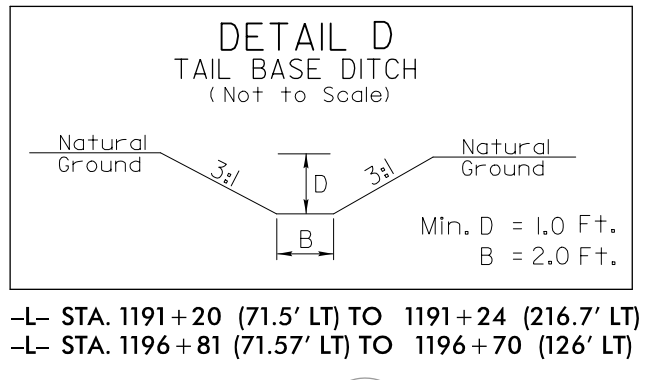 DETAIL D
TAIL BASE DITCH
(Not to Scale)
Natural
Ground
3:1
D
3:1
Natural
Ground
B
Min. D = 1.0 Ft.
B = 2.0 Ft.
-L- STA. 1191+20 (71.5' LT) TO 1191+24 (216.7' LT)
-L- STA. 1196+81 (71.57' LT) TO 1196+70 (126' LT)